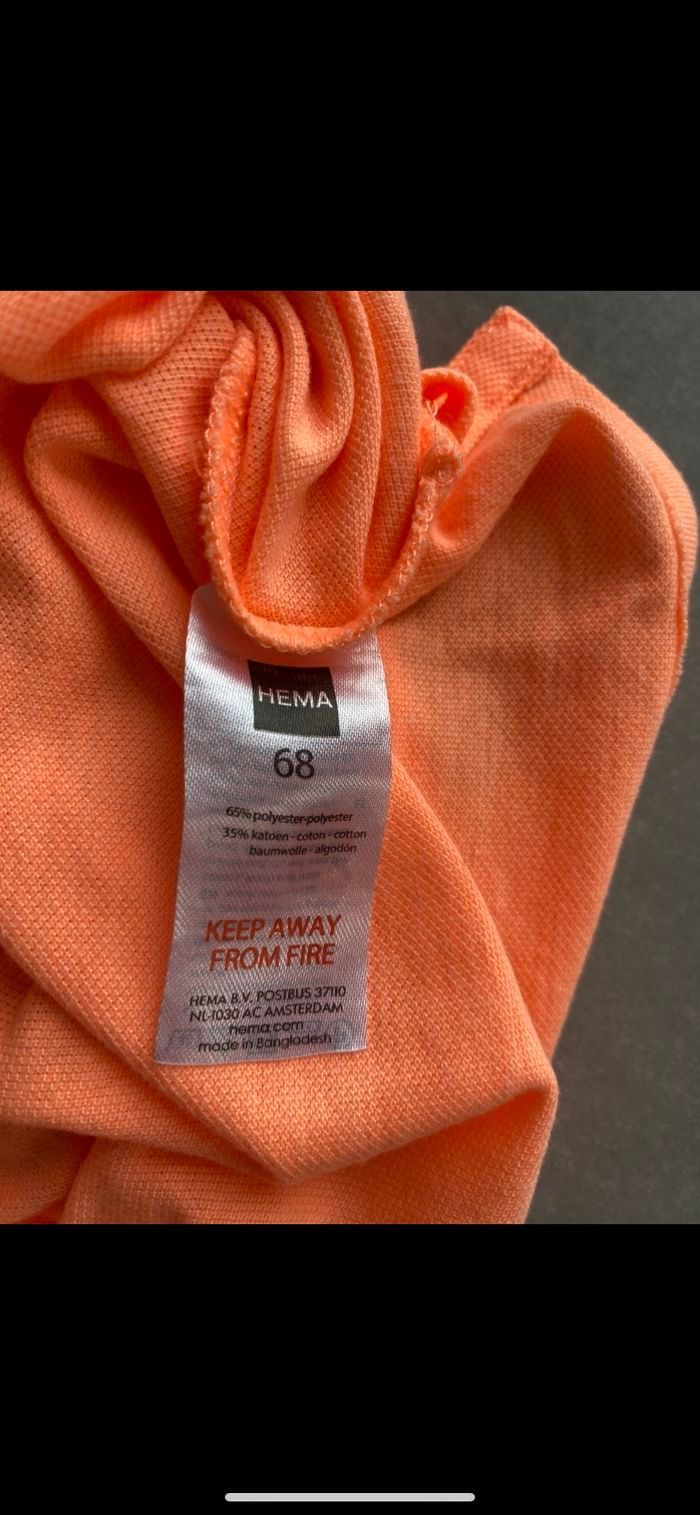 HEMA
68
65% polyester-polyester
35% katoen - coton - cotton
baumwolle - algodón
KEEP AWAY
FROM FIRE
HEMA B.V. POSTBUS 37110
NL-1030 AC AMSTERDAM
hema.com
made in Bangladesh